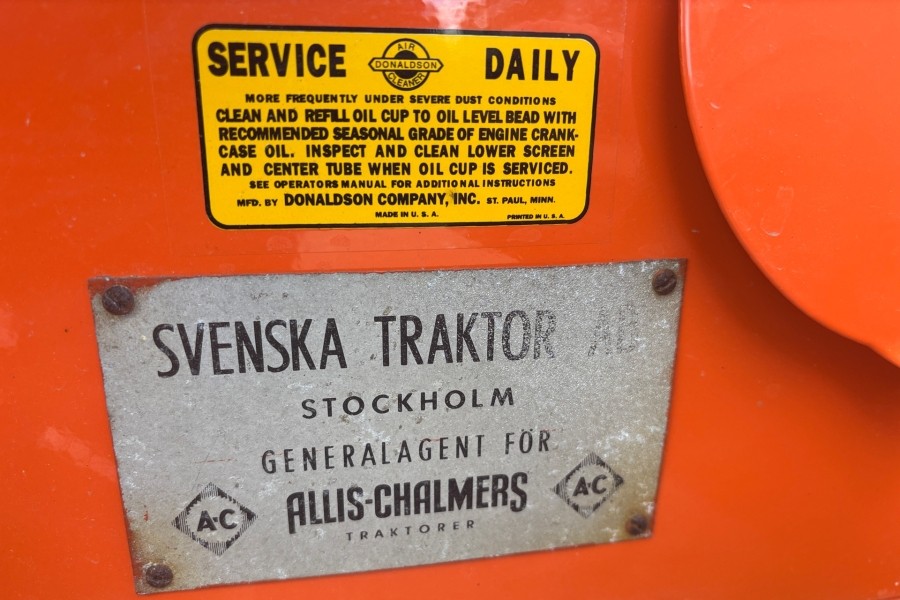 SERVICE AIR DONALDSON CLEANER DAILY
MORE FREQUENTLY UNDER SEVERE DUST CONDITIONS
CLEAN AND REFILL OIL CUP TO OIL LEVEL BEAD WITH
RECOMMENDED SEASONAL GRADE OF ENGINE CRANK-
CASE OIL. INSPECT AND CLEAN LOWER SCREEN
AND CENTER TUBE WHEN OIL CUP IS SERVICED.
SEE OPERATORS MANUAL FOR ADDITIONAL INSTRUCTIONS
MFD. BY DONALDSON COMPANY, INC. ST. PAUL, MINN.
MADE IN U. S. A. PRINTED IN U. S. A.
SVENSKA TRAKTOR AB
STOCKHOLM
GENERALAGENT FÖR
A-C ALLIS-CHALMERS A-C
TRAKTORER